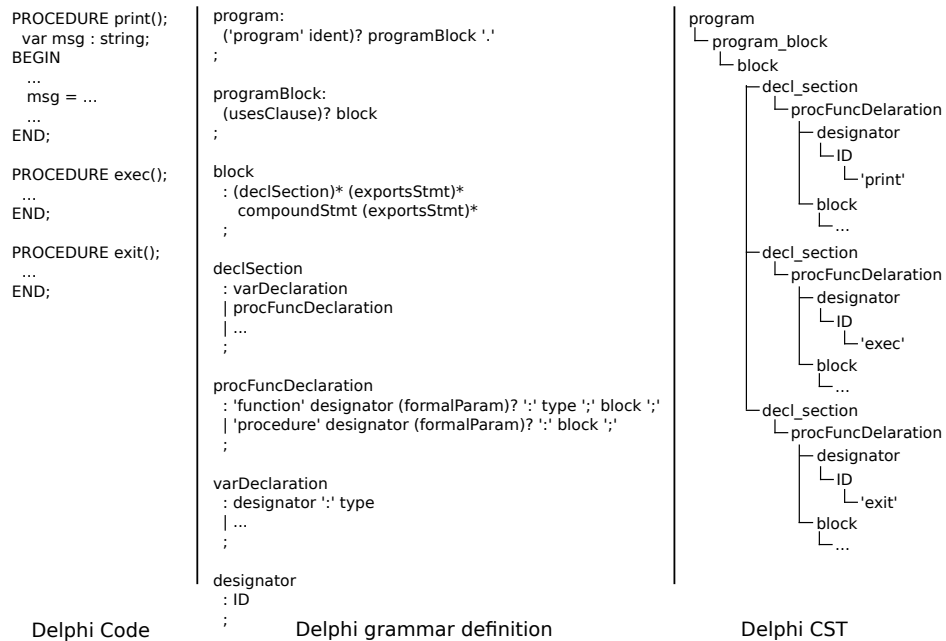 PROCEDURE print();
var msg : string;
BEGIN
...
msg = ...
...
END;
PROCEDURE exec();
...
END;
PROCEDURE exit();
...
END;
Delphi Code
program:
('program' ident)? programBlock '.'
;
programBlock:
(usesClause)? block
;
block
: (declSection)* (exportsStmt)*
compoundStmt (exportsStmt)*
;
declSection
: varDeclaration
| procFuncDeclaration
| ...
;
procFuncDeclaration
: 'function' designator (formalParam)? ':' type ';' block ';'
| 'procedure' designator (formalParam)? ':' block ';'
;
varDeclaration
: designator ':' type
| ...
;
designator
: ID
;
Delphi grammar definition
program
program_block
block
decl_section
procFuncDelaration
designator
ID
'print'
block
...
decl_section
procFuncDelaration
designator
ID
'exec'
block
...
decl_section
procFuncDelaration
designator
ID
'exit'
block
...
Delphi CST